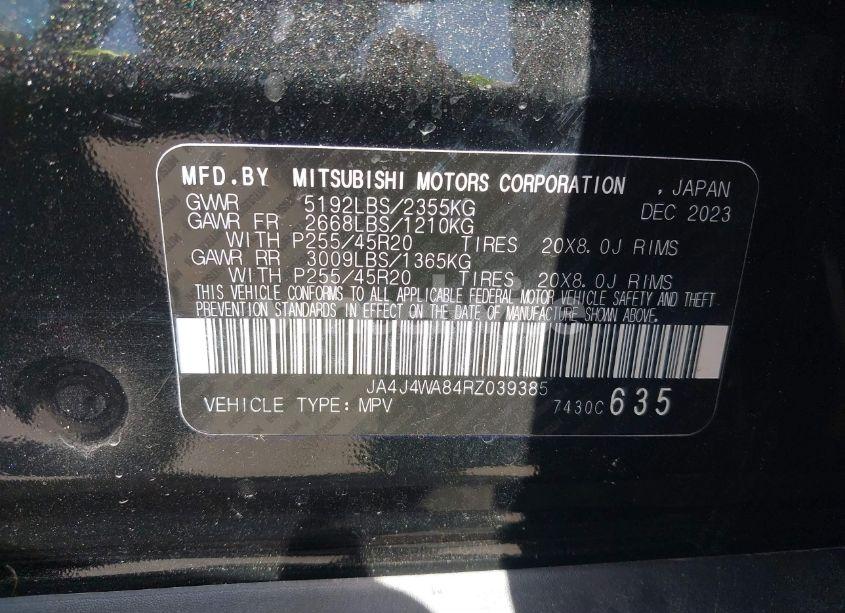 MFD.BY MITSUBISHI MOTORS CORPORATION , JAPAN
GVWR 5192LBS/2355KG DEC 2023
GAWR FR 2668LBS/1210KG
WITH P255/45R20 TIRES 20X8.0J RIMS
GAWR RR 3009LBS/1365KG
WITH P255/45R20 TIRES 20X8.0J RIMS
THIS VEHICLE CONFORMS TO ALL APPLICABLE FEDERAL MOTOR VEHICLE SAFETY AND THEFT
PREVENTION STANDARDS IN EFFECT ON THE DATE OF MANUFACTURE SHOWN ABOVE.
JA4J4WA84RZ039385
VEHICLE TYPE: MPV 7430C 635